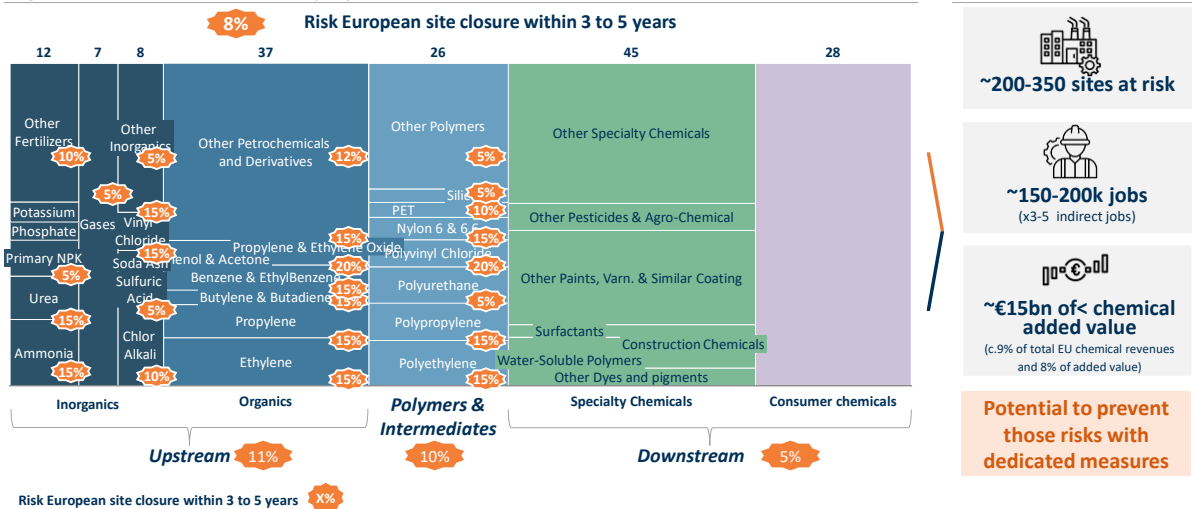 8%
Risk European site closure within 3 to 5 years
12
7
8
37
26
45
28
Other
Fertilizers
10%
Potassium
Phosphate
Primary NPK
5%
Urea
15%
Ammonia
15%
5%
Gases
Other
Inorganics
5%
15%
Vinyl
Chloride
15%
Soda Ash
Sulfuric
Acid
5%
Chlor
Alkali
10%
Other Petrochemicals
and Derivatives
12%
15%
Propylene & Ethylene Oxide
enol & Acetone
20%
Benzene & EthylBenzene
15%
Butylene & Butadiene
15%
Propylene
15%
Ethylene
15%
Other Polymers
5%
Sili
5%
PET
10%
Nylon 6 & 6,6
15%
Polyvinyl Chloride
20%
Polyurethane
5%
Polypropylene
15%
Polyethylene
15%
Other Specialty Chemicals
Other Pesticides & Agro-Chemical
Other Paints, Varn. & Similar Coating
Surfactants
Construction Chemicals
Water-Soluble Polymers
Other Dyes and pigments
Inorganics
Organics
Polymers &
Intermediates
Specialty Chemicals
Consumer chemicals
Upstream
11%
10%
Downstream
5%
Risk European site closure within 3 to 5 years
X%
~200-350 sites at risk
~150-200k jobs
(x3-5 indirect jobs)
€
~€15bn of< chemical
added value
(c.9% of total EU chemical revenues
and 8% of added value)
Potential to prevent
those risks with
dedicated measures